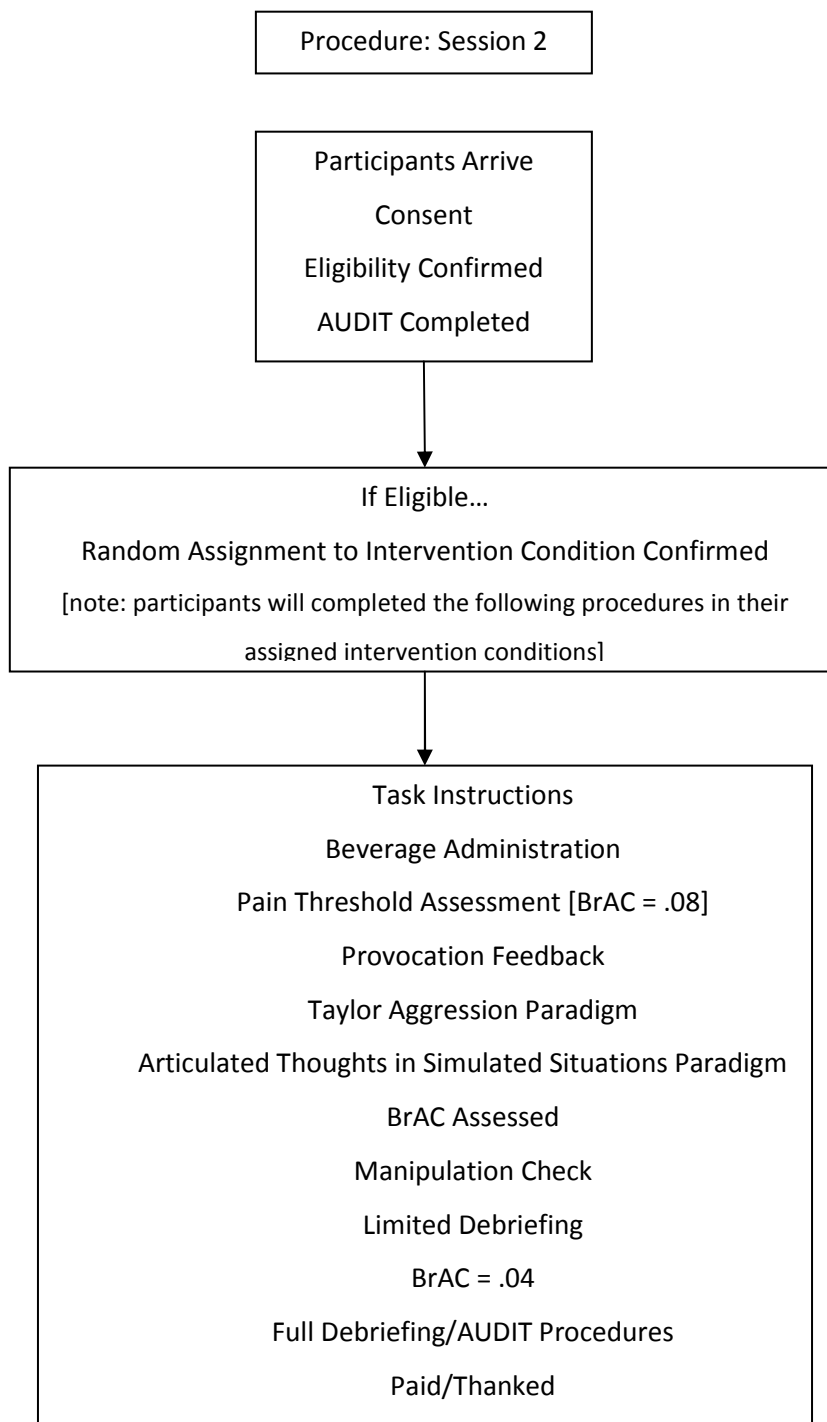 Procedure: Session 2
Participants Arrive
Consent
Eligibility Confirmed
AUDIT Completed
If Eligible...
Random Assignment to Intervention Condition Confirmed
[note: participants will completed the following procedures in their
assigned intervention conditions]
Task Instructions
Beverage Administration
Pain Threshold Assessment [BrAC = .08]
Provocation Feedback
Taylor Aggression Paradigm
Articulated Thoughts in Simulated Situations Paradigm
BrAC Assessed
Manipulation Check
Limited Debriefing
BrAC = .04
Full Debriefing/AUDIT Procedures
Paid/Thanked